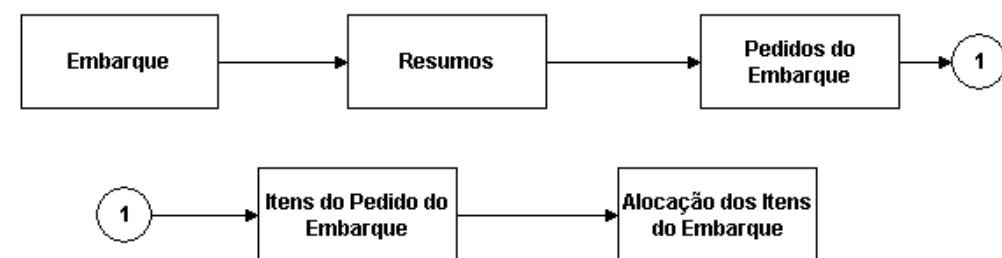 Embarque
Resumos
Pedidos do
Embarque
1
1
Itens do Pedido do
Embarque
Alocação dos Itens
do Embarque